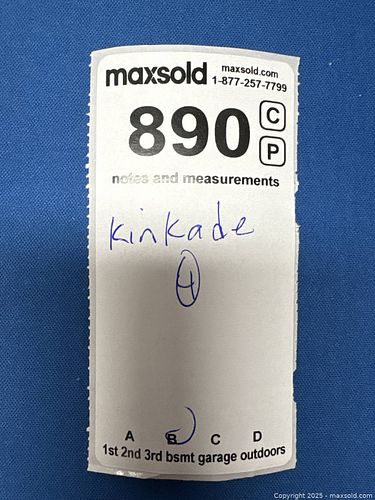 maxsold maxsold.com
1-877-257-7799
890 C
P
notes and measurements
Kinkade
4
A B C D
1st 2nd 3rd bsmt garage outdoors
Copyright 2025 - maxsold.com